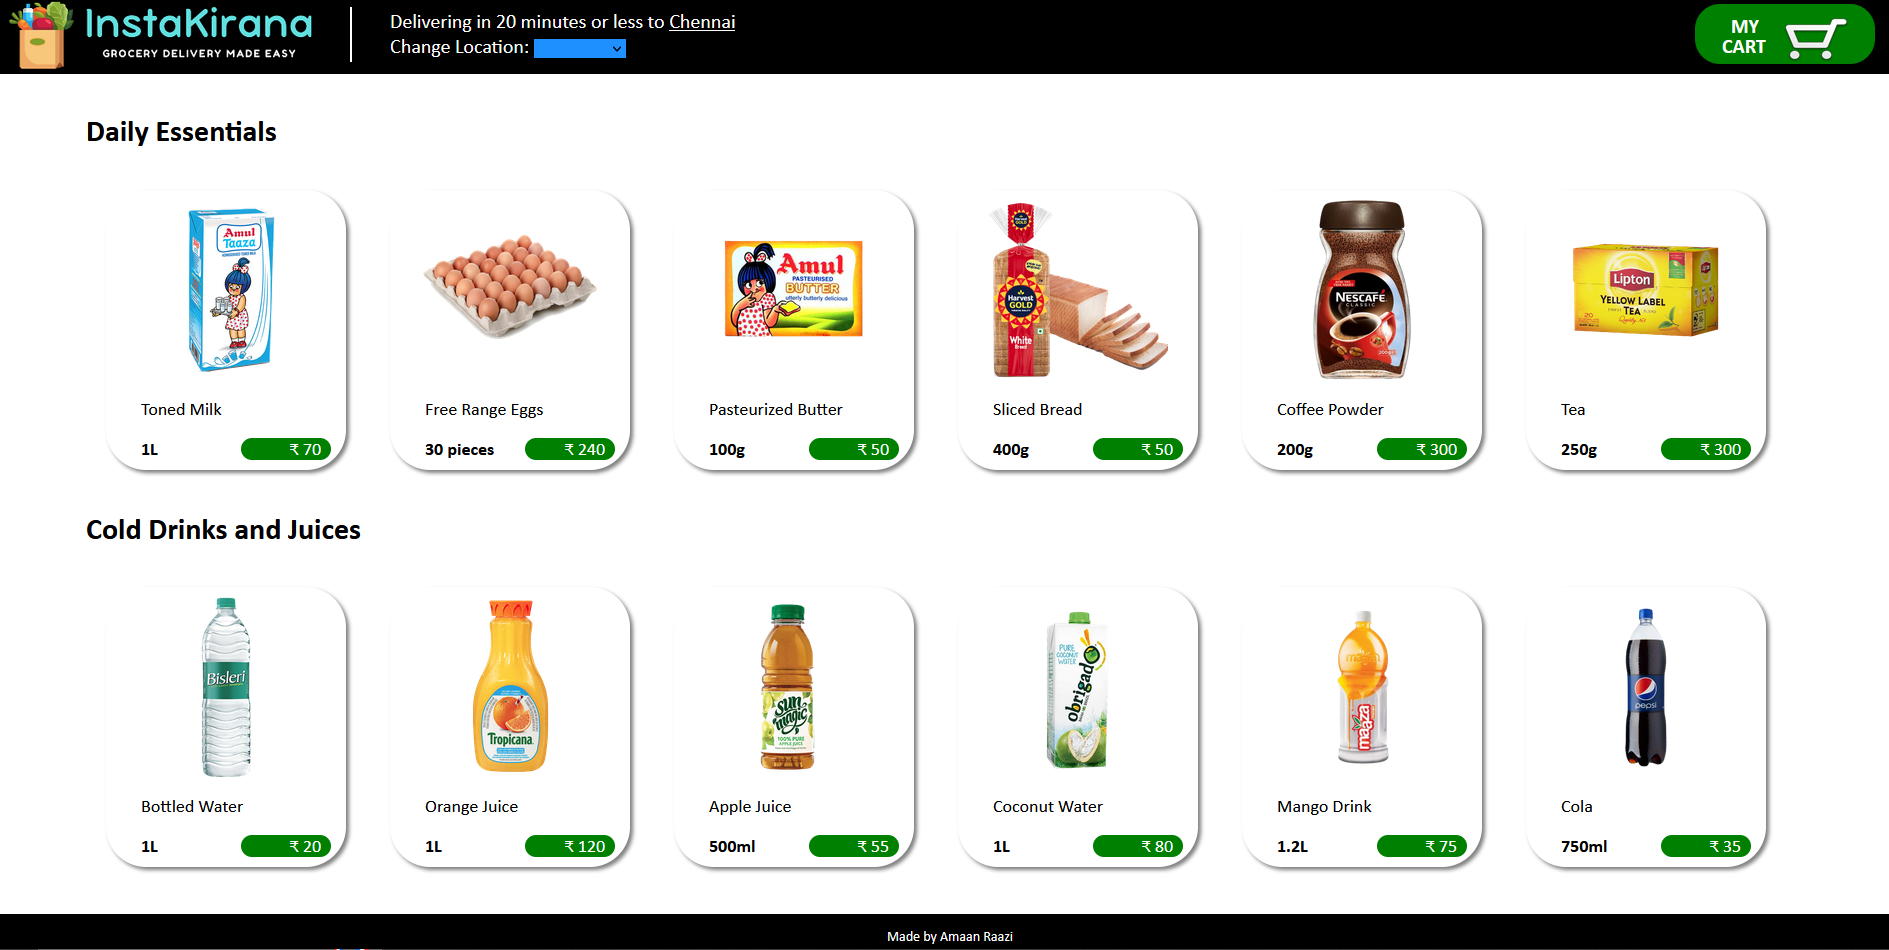 InstaKirana
GROCERY DELIVERY MADE EASY
Delivering in 20 minutes or less to Chennai
Change Location:
MY
CART
Daily Essentials
Amul
Taaza
Amul
PASTEURISED
BUTTER
utterly butterly delicious
Harvest
GOLD
White
Bread
NESCAFÉ
CLASSIC
Lipton
YELLOW LABEL
TEA
Quality No1
20
Toned Milk
Free Range Eggs
Pasteurized Butter
Sliced Bread
Coffee Powder
Tea
1L ₹ 70
30 pieces ₹ 240
100g ₹ 50
400g ₹ 50
200g ₹ 300
250g ₹ 300
Cold Drinks and Juices
Bisleri
Tropicana
sun
magic
100% PURE
APPLE JUICE
PURE
COCONUT
WATER
obrigado
maaza
maaza
pepsi
Bottled Water
Orange Juice
Apple Juice
Coconut Water
Mango Drink
Cola
1L ₹ 20
1L ₹ 120
500ml ₹ 55
1L ₹ 80
1.2L ₹ 75
750ml ₹ 35
Made by Amaan Raazi